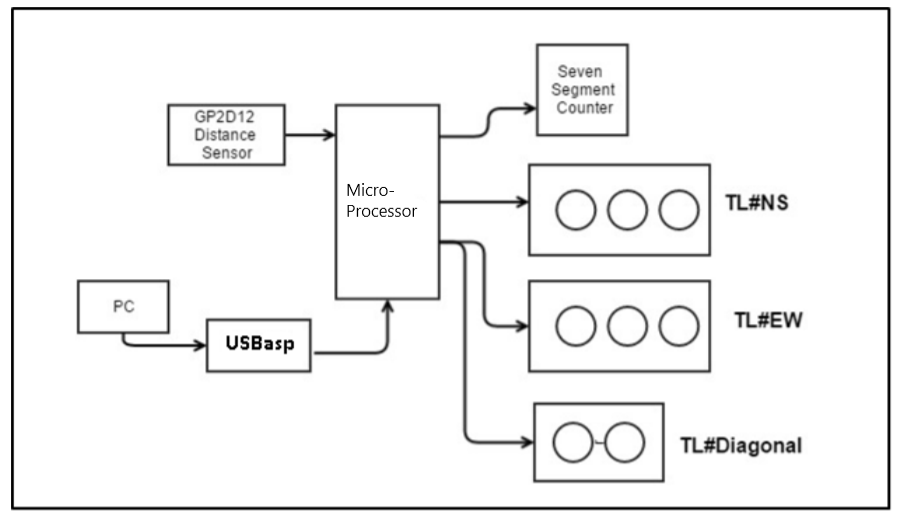 Seven
Segment
Counter
GP2D12
Distance
Sensor
Micro-
Processor
TL#NS
PC
USBasp
TL#EW
TL#Diagonal